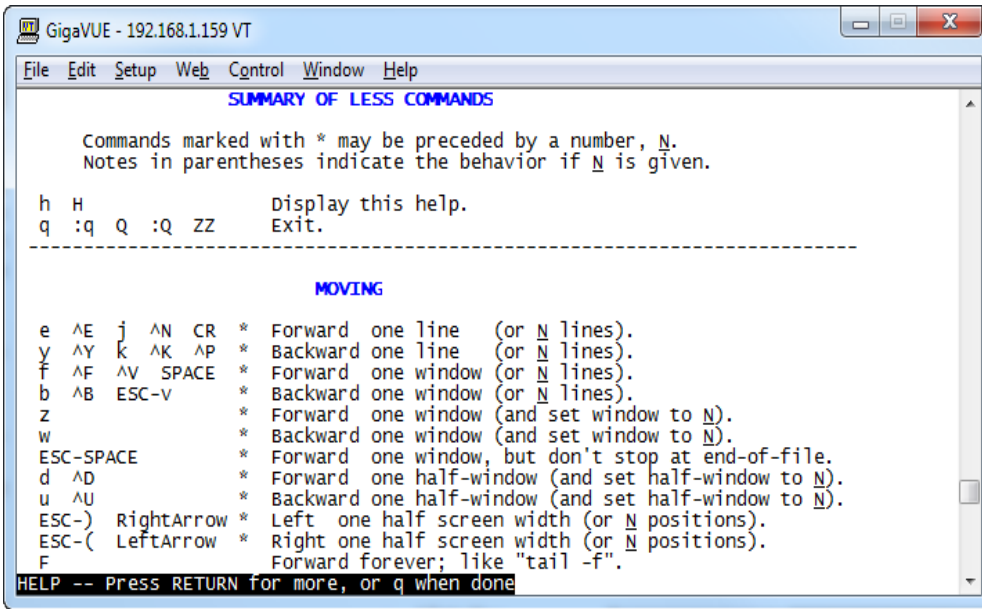 GigaVUE - 192.168.1.159 VT
File Edit Setup Web Control Window Help
SUMMARY OF LESS COMMANDS
Commands marked with * may be preceded by a number, N.
Notes in parentheses indicate the behavior if N is given.
h H Display this help.
q :q Q :Q ZZ Exit.
---------------------------------------------------------------------------
MOVING
e ^E j ^N CR * Forward one line (or N lines).
y ^Y k ^K ^P * Backward one line (or N lines).
f ^F ^V SPACE * Forward one window (or N lines).
b ^B ESC-v * Backward one window (or N lines).
z * Forward one window (and set window to N).
w * Backward one window (and set window to N).
ESC-SPACE * Forward one window, but don't stop at end-of-file.
d ^D * Forward one half-window (and set half-window to N).
u ^U * Backward one half-window (and set half-window to N).
ESC-) RightArrow * Left one half screen width (or N positions).
ESC-( LeftArrow * Right one half screen width (or N positions).
F Forward forever; like "tail -f".
HELP -- Press RETURN for more, or q when done